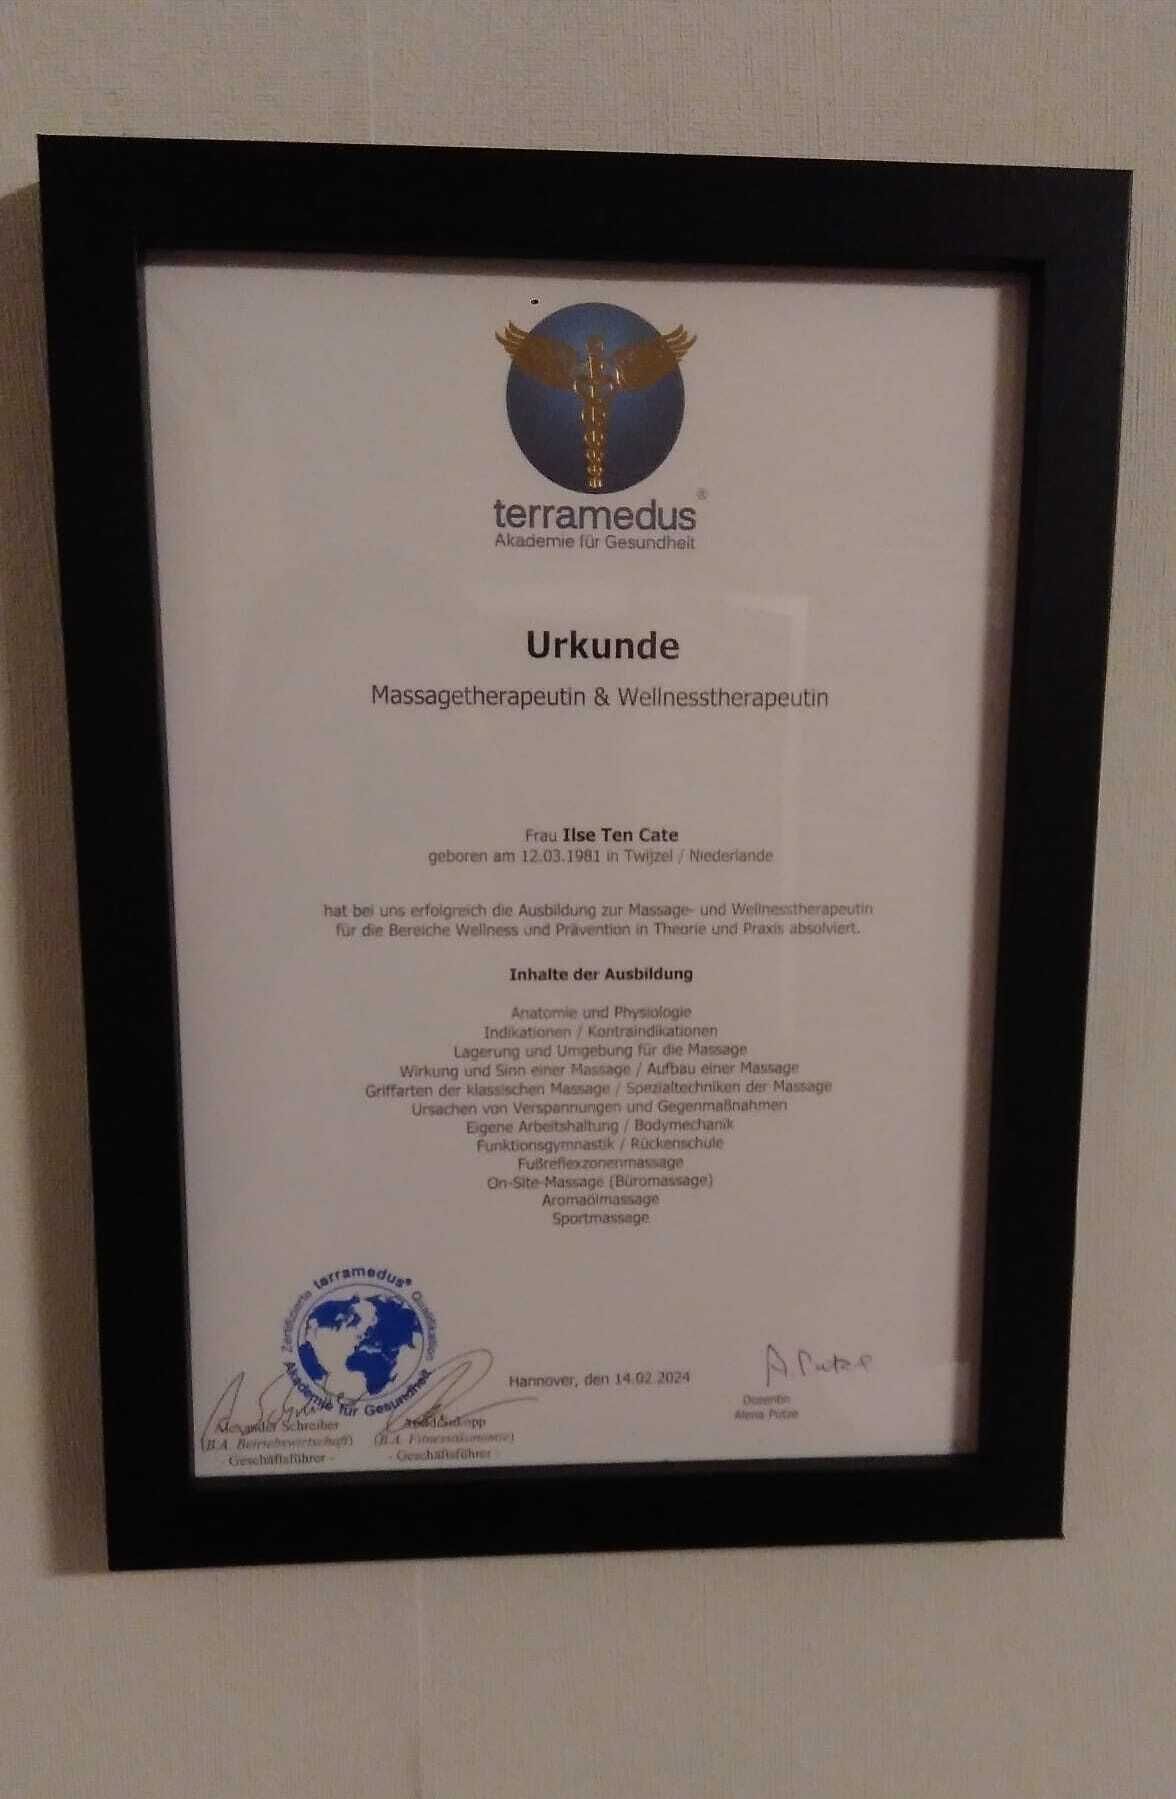 terramedus®
Akademie für Gesundheit
Urkunde
Massagetherapeutin & Wellnesstherapeutin
Frau Ilse Ten Cate
geboren am 12.03.1981 in Twijzel / Niederlande
hat bei uns erfolgreich die Ausbildung zur Massage- und Wellnesstherapeutin
für die Bereiche Wellness und Prävention in Theorie und Praxis absolviert.
Inhalte der Ausbildung
Anatomie und Physiologie
Indikationen / Kontraindikationen
Lagerung und Umgebung für die Massage
Wirkung und Sinn einer Massage / Aufbau einer Massage
Griffarten der klassischen Massage / Spezialtechniken der Massage
Ursachen von Verspannungen und Gegenmaßnahmen
Eigene Arbeitshaltung / Bodymechanik
Funktionsgymnastik / Rückenschule
Fußreflexzonenmassage
On-Site-Massage (Büromassage)
Aromaölmassage
Sportmassage
Zertifizierte terramedus® Qualifikation
Akademie für Gesundheit
Hannover, den 14.02.2024
Dozentin
Alena Putze
Alexander Schreiber
(B.A. Betriebswirtschaft)
- Geschäftsführer -
(B.A. Fitnessökonomie)
- Geschäftsführer -